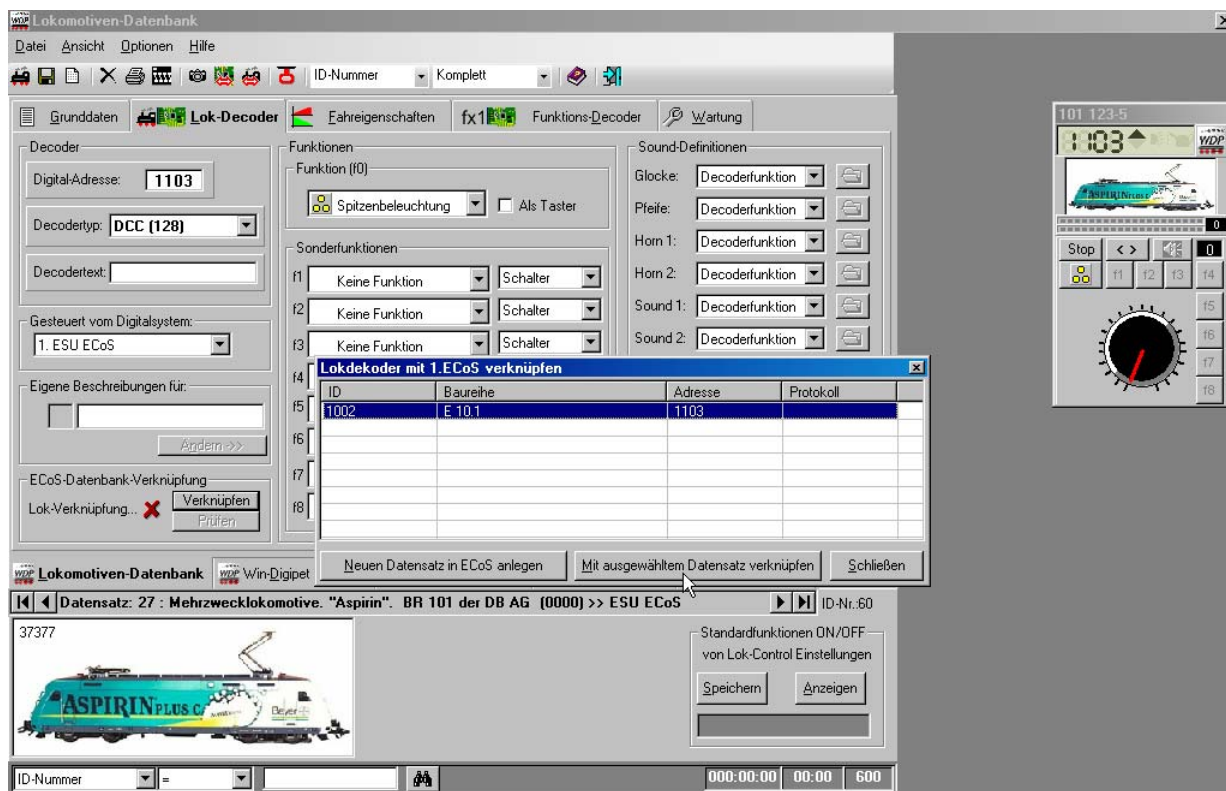 Lokomotiven-Datenbank
Datei Ansicht Optionen Hilfe
ID-Nummer Komplett
Grunddaten Lok-Decoder Fahreigenschaften fx1 Funktions-Decoder Wartung
Decoder
Digital-Adresse: 1103
Decodertyp: DCC (128)
Decodertext:
Gesteuert vom Digitalsystem:
1. ESU ECoS
Eigene Beschreibungen für:
Ändern ->>
ECoS-Datenbank-Verknüpfung
Lok-Verknüpfung... Verknüpfen
Prüfen
Funktionen
Funktion (f0)
Spitzenbeleuchtung Als Taster
Sonderfunktionen
f1 Keine Funktion Schalter
f2 Keine Funktion Schalter
f3 Keine Funktion Schalter
f4
f5
f6
f7
f8
Sound-Definitionen
Glocke: Decoderfunktion
Pfeife: Decoderfunktion
Horn 1: Decoderfunktion
Horn 2: Decoderfunktion
Sound 1: Decoderfunktion
Sound 2: Decoderfunktion
Lokdekoder mit 1.ECoS verknüpfen
ID Baureihe Adresse Protokoll
1002 E 10.1 1103
Neuen Datensatz in ECoS anlegen Mit ausgewähltem Datensatz verknüpfen Schließen
WDP Lokomotiven-Datenbank WDP Win-Digipet
Datensatz: 27 : Mehrzwecklokomotive. "Aspirin". BR 101 der DB AG (0000) >> ESU ECoS ID-Nr.:60
37377
ASPIRIN PLUS C
Bayer
Standardfunktionen ON/OFF
von Lok-Control Einstellungen
Speichern Anzeigen
ID-Nummer = 000:00:00 00:00 600
101 123-5
1103 WDP
ASPIRIN PLUS C
0
Stop < > 0
f1 f2 f3 f4
f5
f6
f7
f8